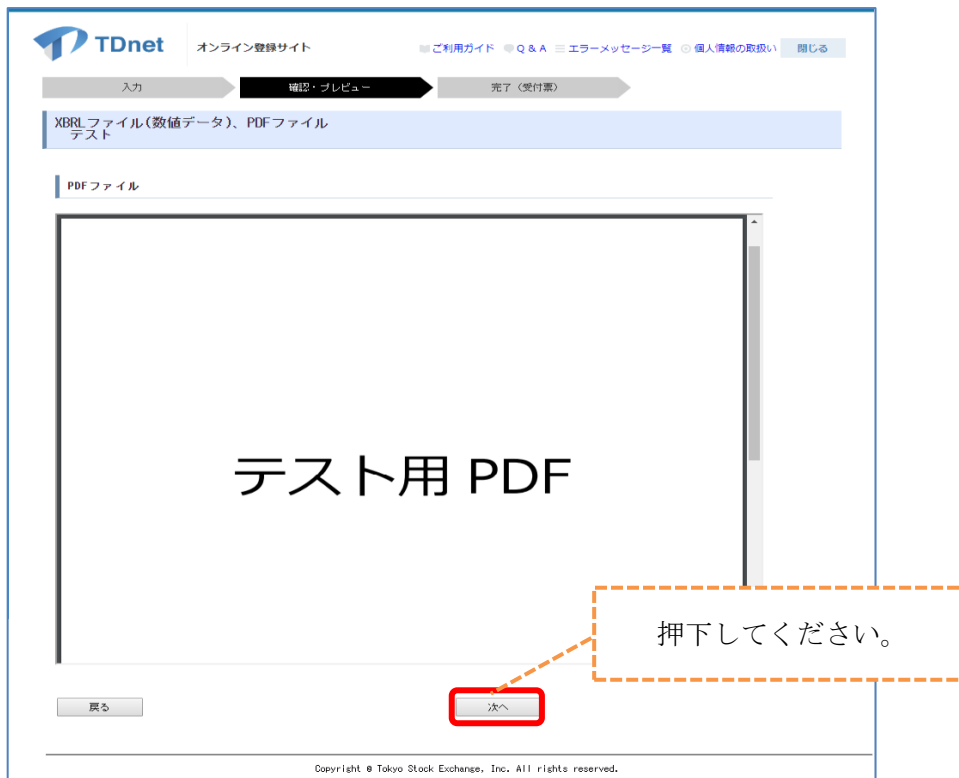 TDnet オンライン登録サイト ご利用ガイド Q & A エラーメッセージ一覧 個人情報の取扱い 閉じる
入力 確認・プレビュー 完了（受付票）
XBRLファイル(数値データ)、PDFファイル
テスト
PDFファイル
テスト用 PDF
押下してください。
戻る 次へ
Copyright © Tokyo Stock Exchange, Inc. All rights reserved.